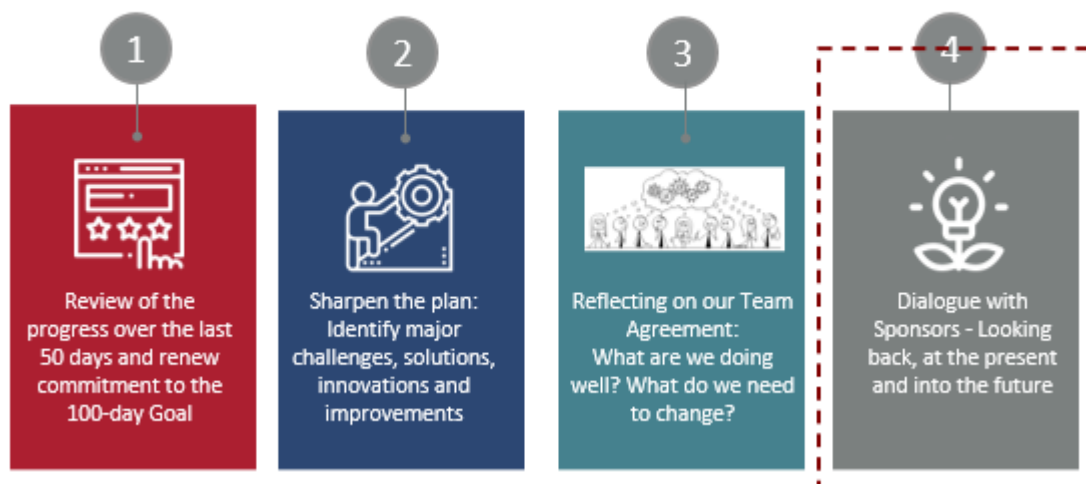 1
Review of the
progress over the last
50 days and renew
commitment to the
100-day Goal
2
Sharpen the plan:
Identify major
challenges, solutions,
innovations and
improvements
3
Reflecting on our Team
Agreement:
What are we doing
well? What do we need
to change?
4
Dialogue with
Sponsors - Looking
back, at the present
and into the future